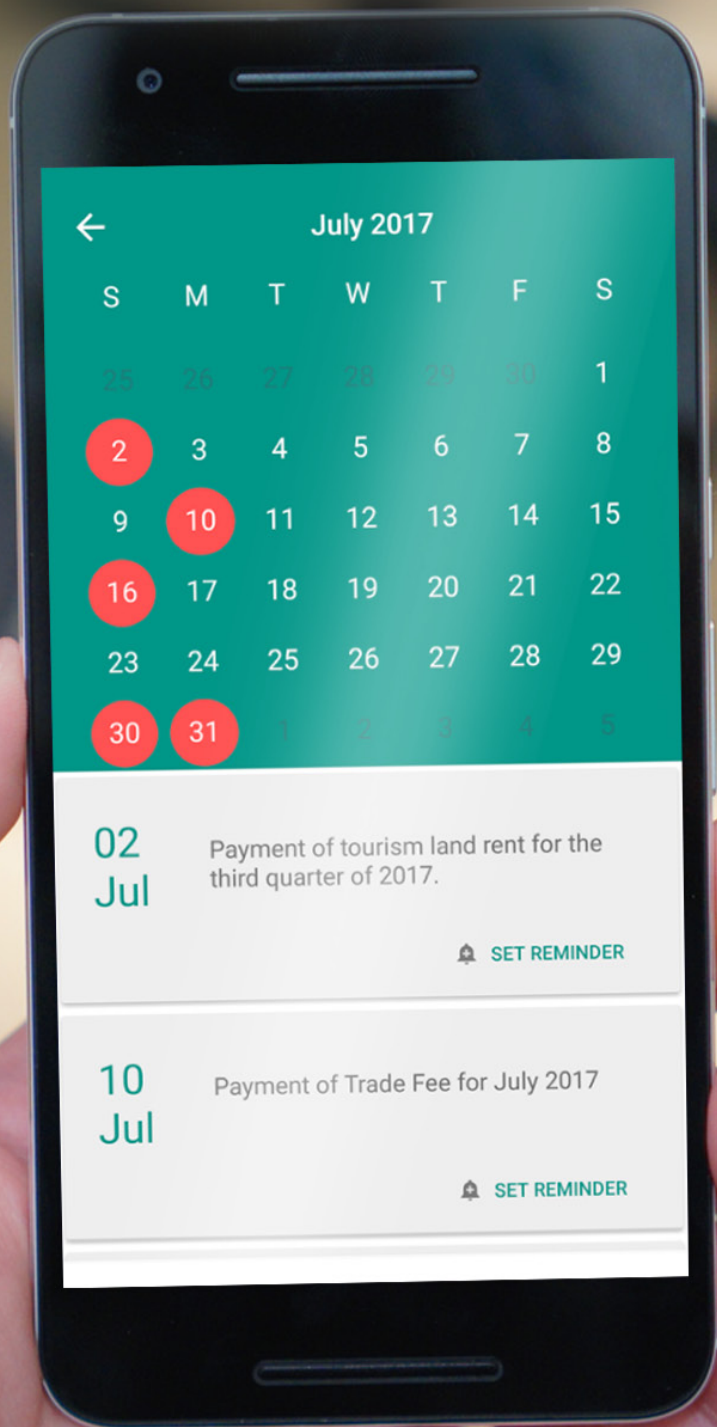 July 2017
S M T W T F S
25 26 27 28 29 30 1
2 3 4 5 6 7 8
9 10 11 12 13 14 15
16 17 18 19 20 21 22
23 24 25 26 27 28 29
30 31 1 2 3 4 5
02
Jul
Payment of tourism land rent for the
third quarter of 2017.
SET REMINDER
10
Jul
Payment of Trade Fee for July 2017
SET REMINDER